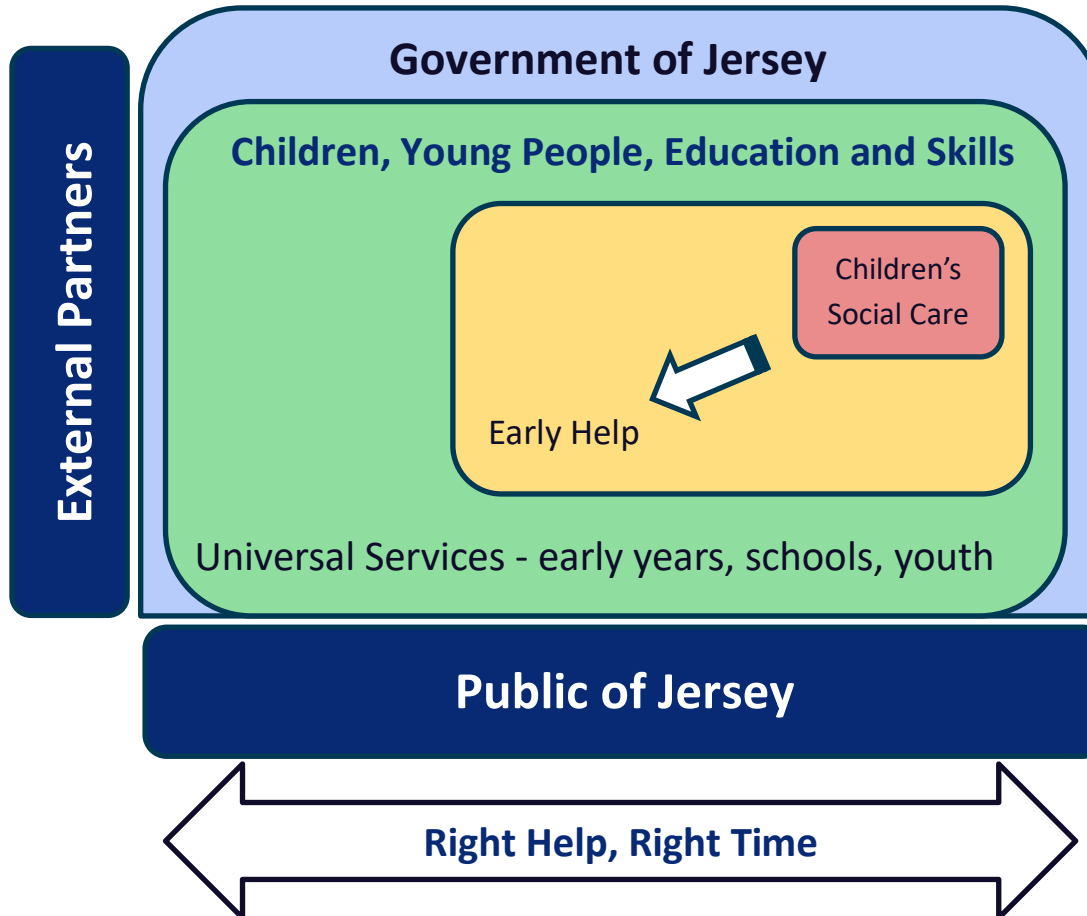 Government of Jersey
External Partners
Children, Young People, Education and Skills
Children’s
Social Care
Early Help
Universal Services - early years, schools, youth
Public of Jersey
Right Help, Right Time